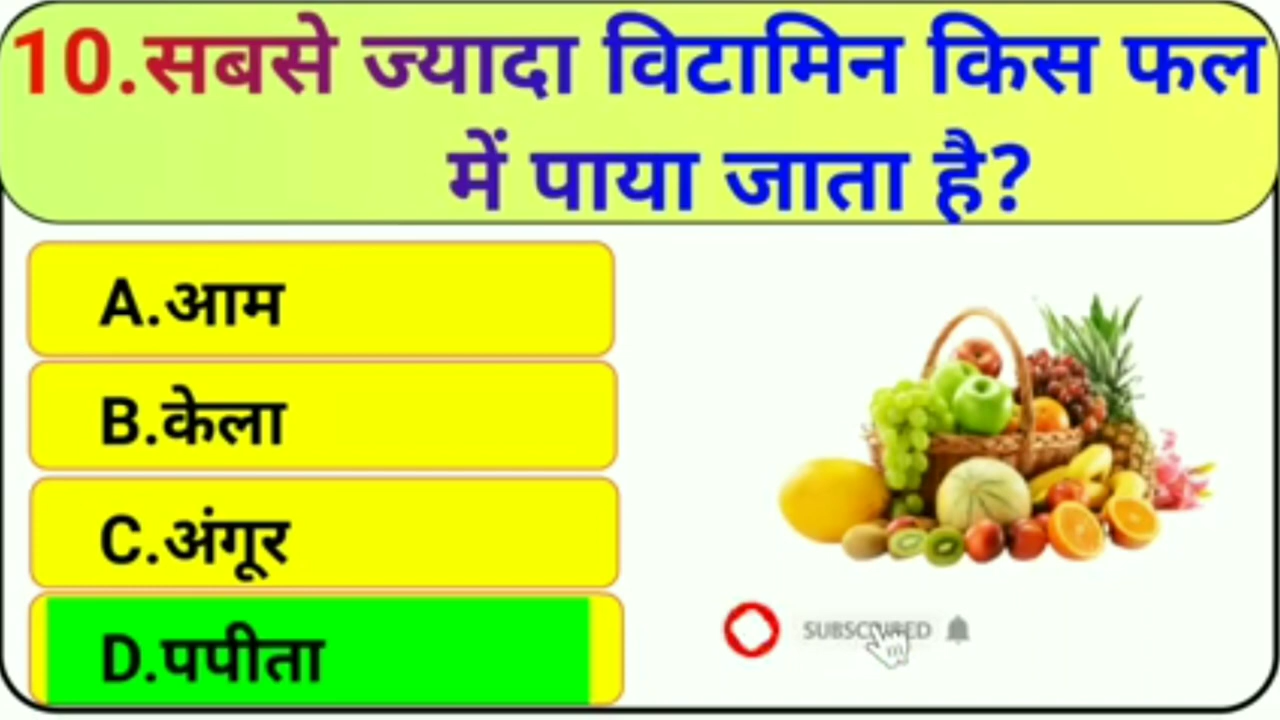 10.सबसे ज्यादा विटामिन किस फल
में पाया जाता है?
A.आम
B.केला
C.अंगूर
D.पपीता